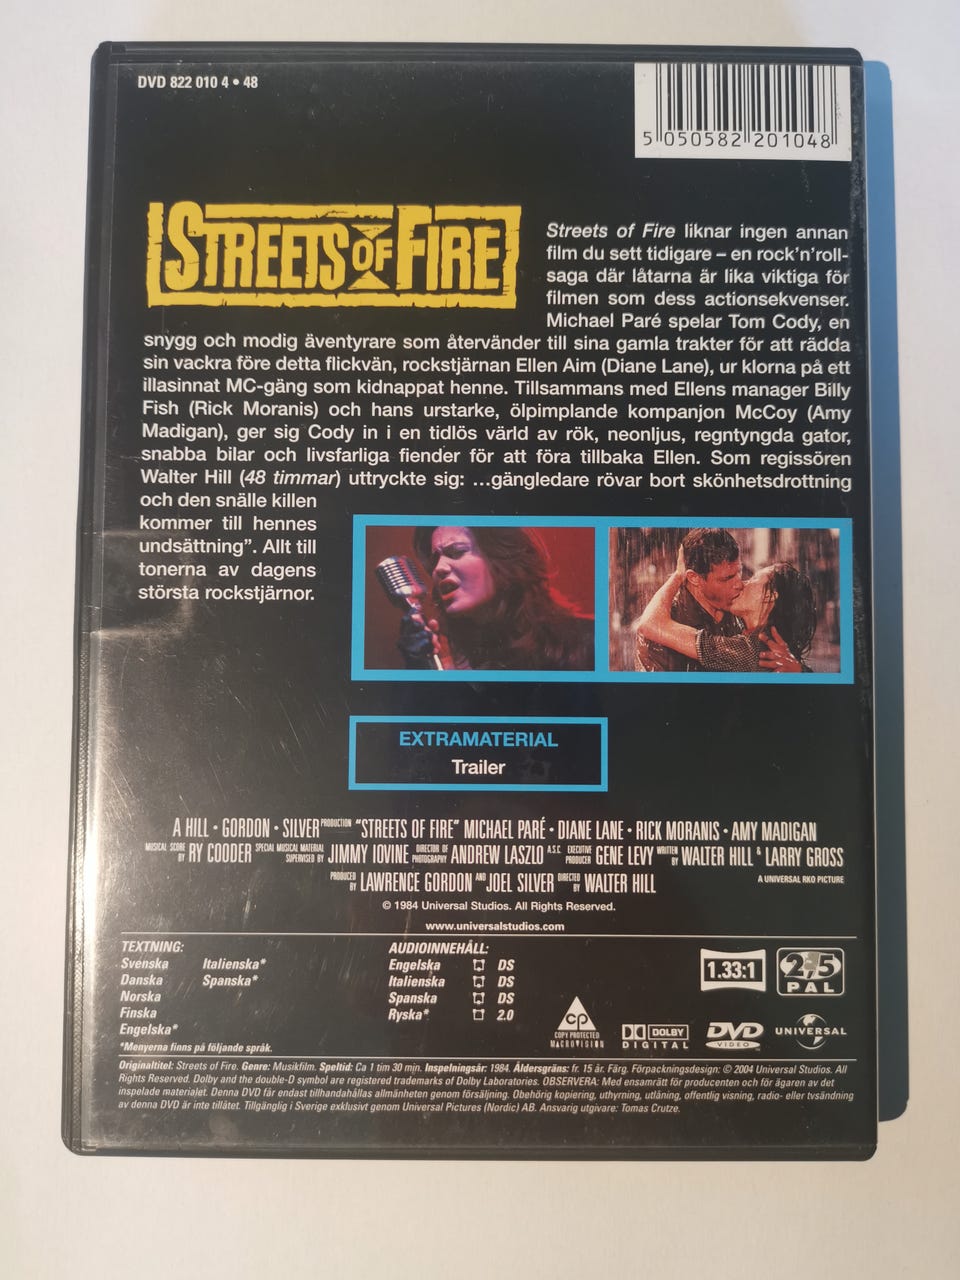 DVD 822 010 4 • 48
5 050582 201048
STREETS OF FIRE
Streets of Fire liknar ingen annan
film du sett tidigare – en rock'n'roll-
saga där låtarna är lika viktiga för
filmen som dess actionsekvenser.
Michael Paré spelar Tom Cody, en
snygg och modig äventyrare som återvänder till sina gamla trakter för att rädda
sin vackra före detta flickvän, rockstjärnan Ellen Aim (Diane Lane), ur klorna på ett
illasinnat MC-gäng som kidnappat henne. Tillsammans med Ellens manager Billy
Fish (Rick Moranis) och hans urstarke, ölpimplande kompanjon McCoy (Amy
Madigan), ger sig Cody in i en tidlös värld av rök, neonljus, regntyngda gator,
snabba bilar och livsfarliga fiender för att föra tillbaka Ellen. Som regissören
Walter Hill (48 timmar) uttryckte sig: ...gängledare rövar bort skönhetsdrottning
och den snälle killen
kommer till hennes
undsättning”. Allt till
tonerna av dagens
största rockstjärnor.
EXTRAMATERIAL
Trailer
A HILL • GORDON • SILVER PRODUCTION "STREETS OF FIRE" MICHAEL PARÉ • DIANE LANE • RICK MORANIS • AMY MADIGAN
MUSICAL SCORE BY RY COODER SPECIAL MUSICAL MATERIAL SUPERVISED BY JIMMY IOVINE DIRECTOR OF PHOTOGRAPHY ANDREW LASZLO A.S.C. EXECUTIVE PRODUCER GENE LEVY WRITTEN BY WALTER HILL & LARRY GROSS
PRODUCED BY LAWRENCE GORDON AND JOEL SILVER DIRECTED BY WALTER HILL
A UNIVERSAL RKO PICTURE
© 1984 Universal Studios. All Rights Reserved.
www.universalstudios.com
TEXTNING:
Svenska Italienska*
Danska Spanska*
Norska
Finska
Engelska*
*Menyerna finns på följande språk.
AUDIOINNEHÅLL:
Engelska DS
Italienska DS
Spanska DS
Ryska* 2.0
1.33:1
2,5
PAL
CP
COPY PROTECTED
MACROVISION
DOLBY
DIGITAL
DVD
VIDEO
UNIVERSAL
Originaltitel: Streets of Fire. Genre: Musikfilm. Speltid: Ca 1 tim 30 min. Inspelningsår: 1984. Åldersgräns: fr. 15 år. Färg. Förpackningsdesign: © 2004 Universal Studios. All
Rights Reserved. Dolby and the double-D symbol are registered trademarks of Dolby Laboratories. OBSERVERA: Med ensamrätt för producenten och för ägaren av det
inspelade materialet. Denna DVD får endast tillhandahållas allmänheten genom försäljning. Obehörig kopiering, uthyrning, utlåning, offentlig visning, radio- eller tvsändning
av denna DVD är inte tillåtet. Tillgänglig i Sverige exklusivt genom Universal Pictures (Nordic) AB. Ansvarig utgivare: Tomas Crutze.